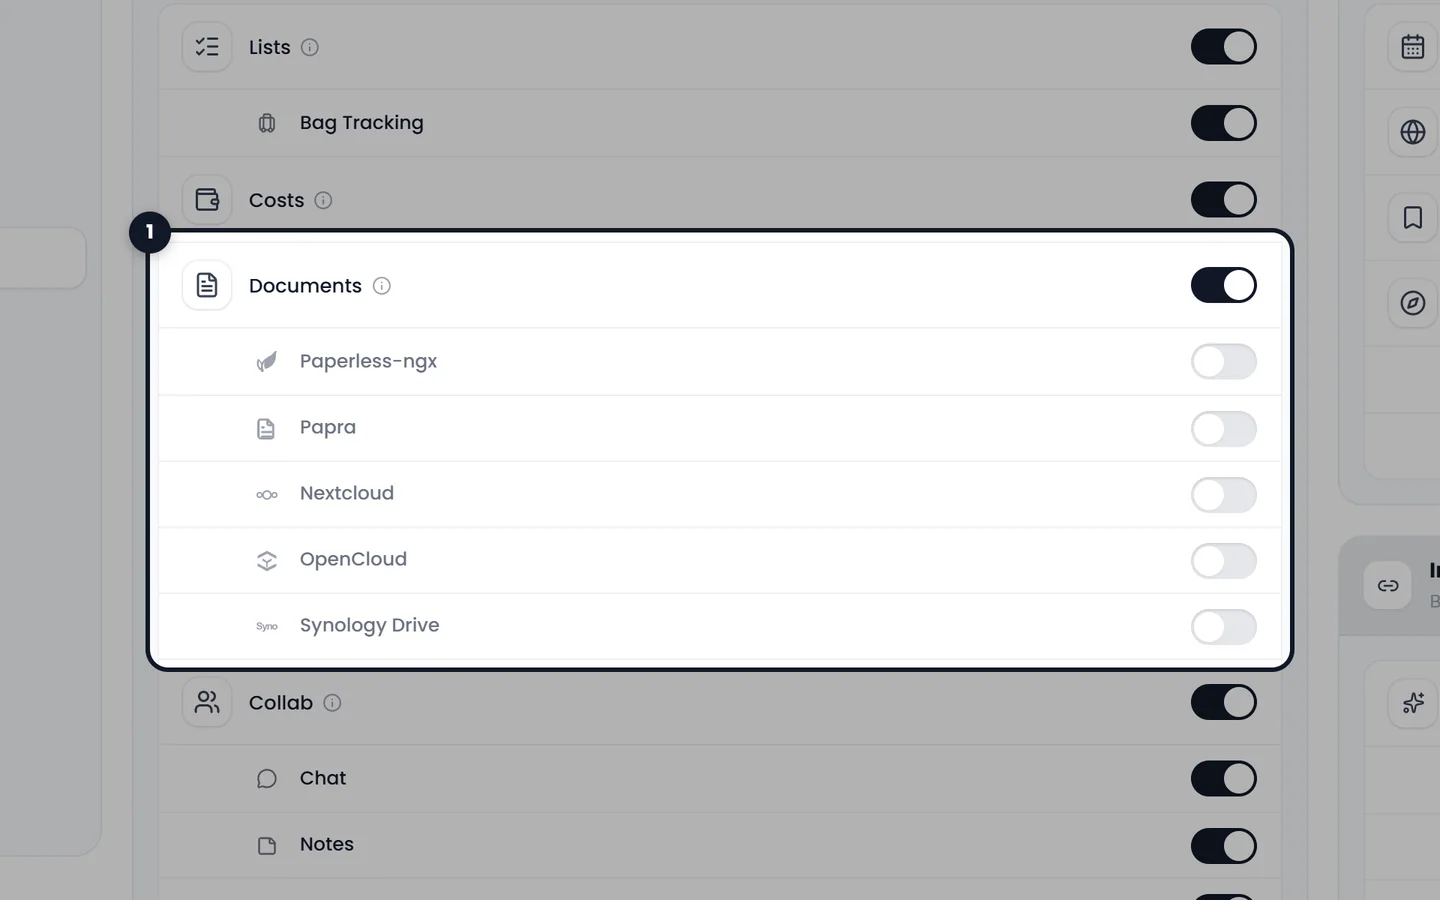 Lists
Bag Tracking
Costs
1
Documents
Paperless-ngx
Papra
Nextcloud
OpenCloud
Syno Synology Drive
Collab
Chat
Notes